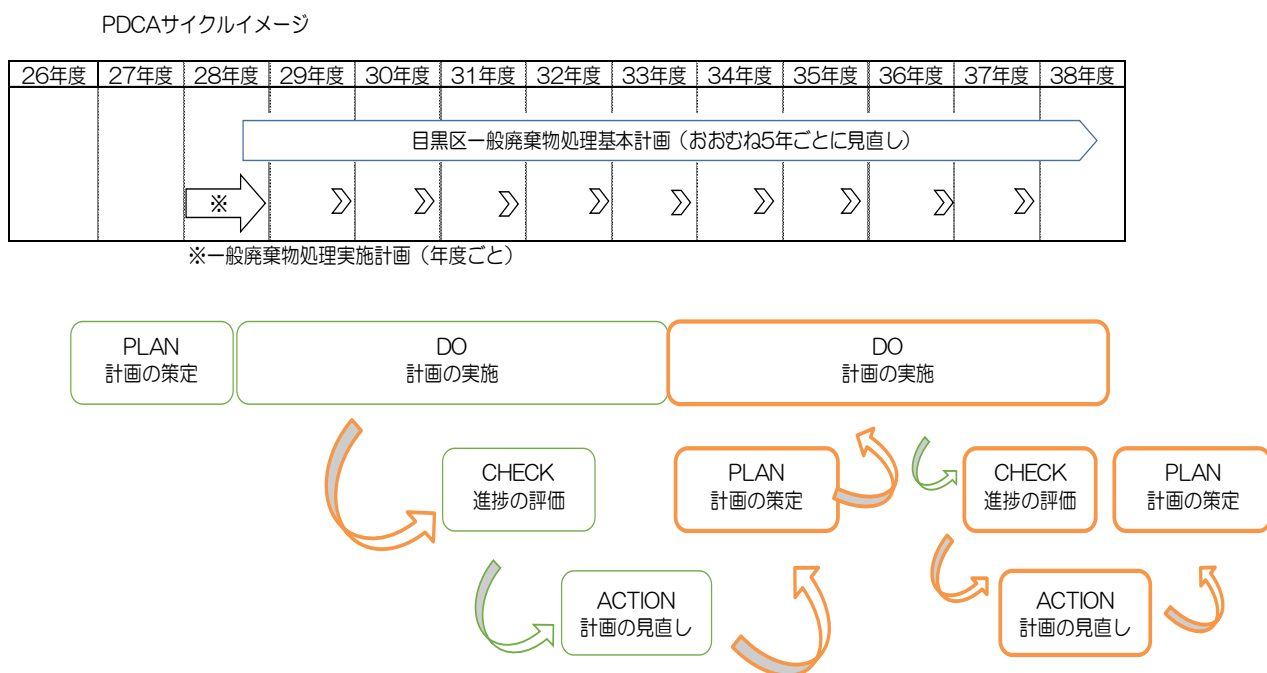 PDCAサイクルイメージ
26年度 27年度 28年度 29年度 30年度 31年度 32年度 33年度 34年度 35年度 36年度 37年度 38年度
目黒区一般廃棄物処理基本計画（おおむね5年ごとに見直し）
※
※一般廃棄物処理実施計画（年度ごと）
PLAN
計画の策定
DO
計画の実施
DO
計画の実施
CHECK
進捗の評価
PLAN
計画の策定
CHECK
進捗の評価
PLAN
計画の策定
ACTION
計画の見直し
ACTION
計画の見直し